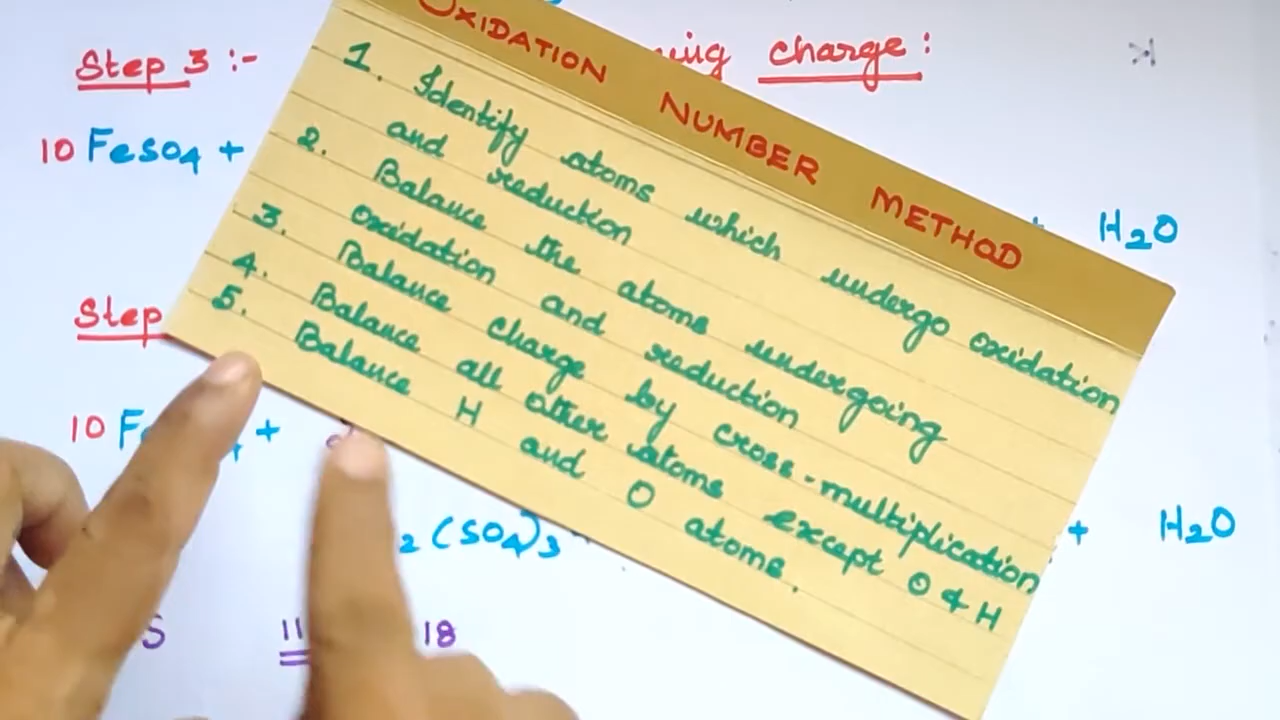 Step 3 :- charge :
OXIDATION NUMBER METHOD
1. Identify atoms which undergo oxidation
and reduction
2. Balance the atoms undergoing
oxidation and reduction
3. Balance charge by cross-multiplication
4. Balance all other atoms except O & H
5. Balance H and O atoms.
10 FeSO4 +
H2O
Step
10 F +
2 (SO4)3
+ H2O
S 11 18